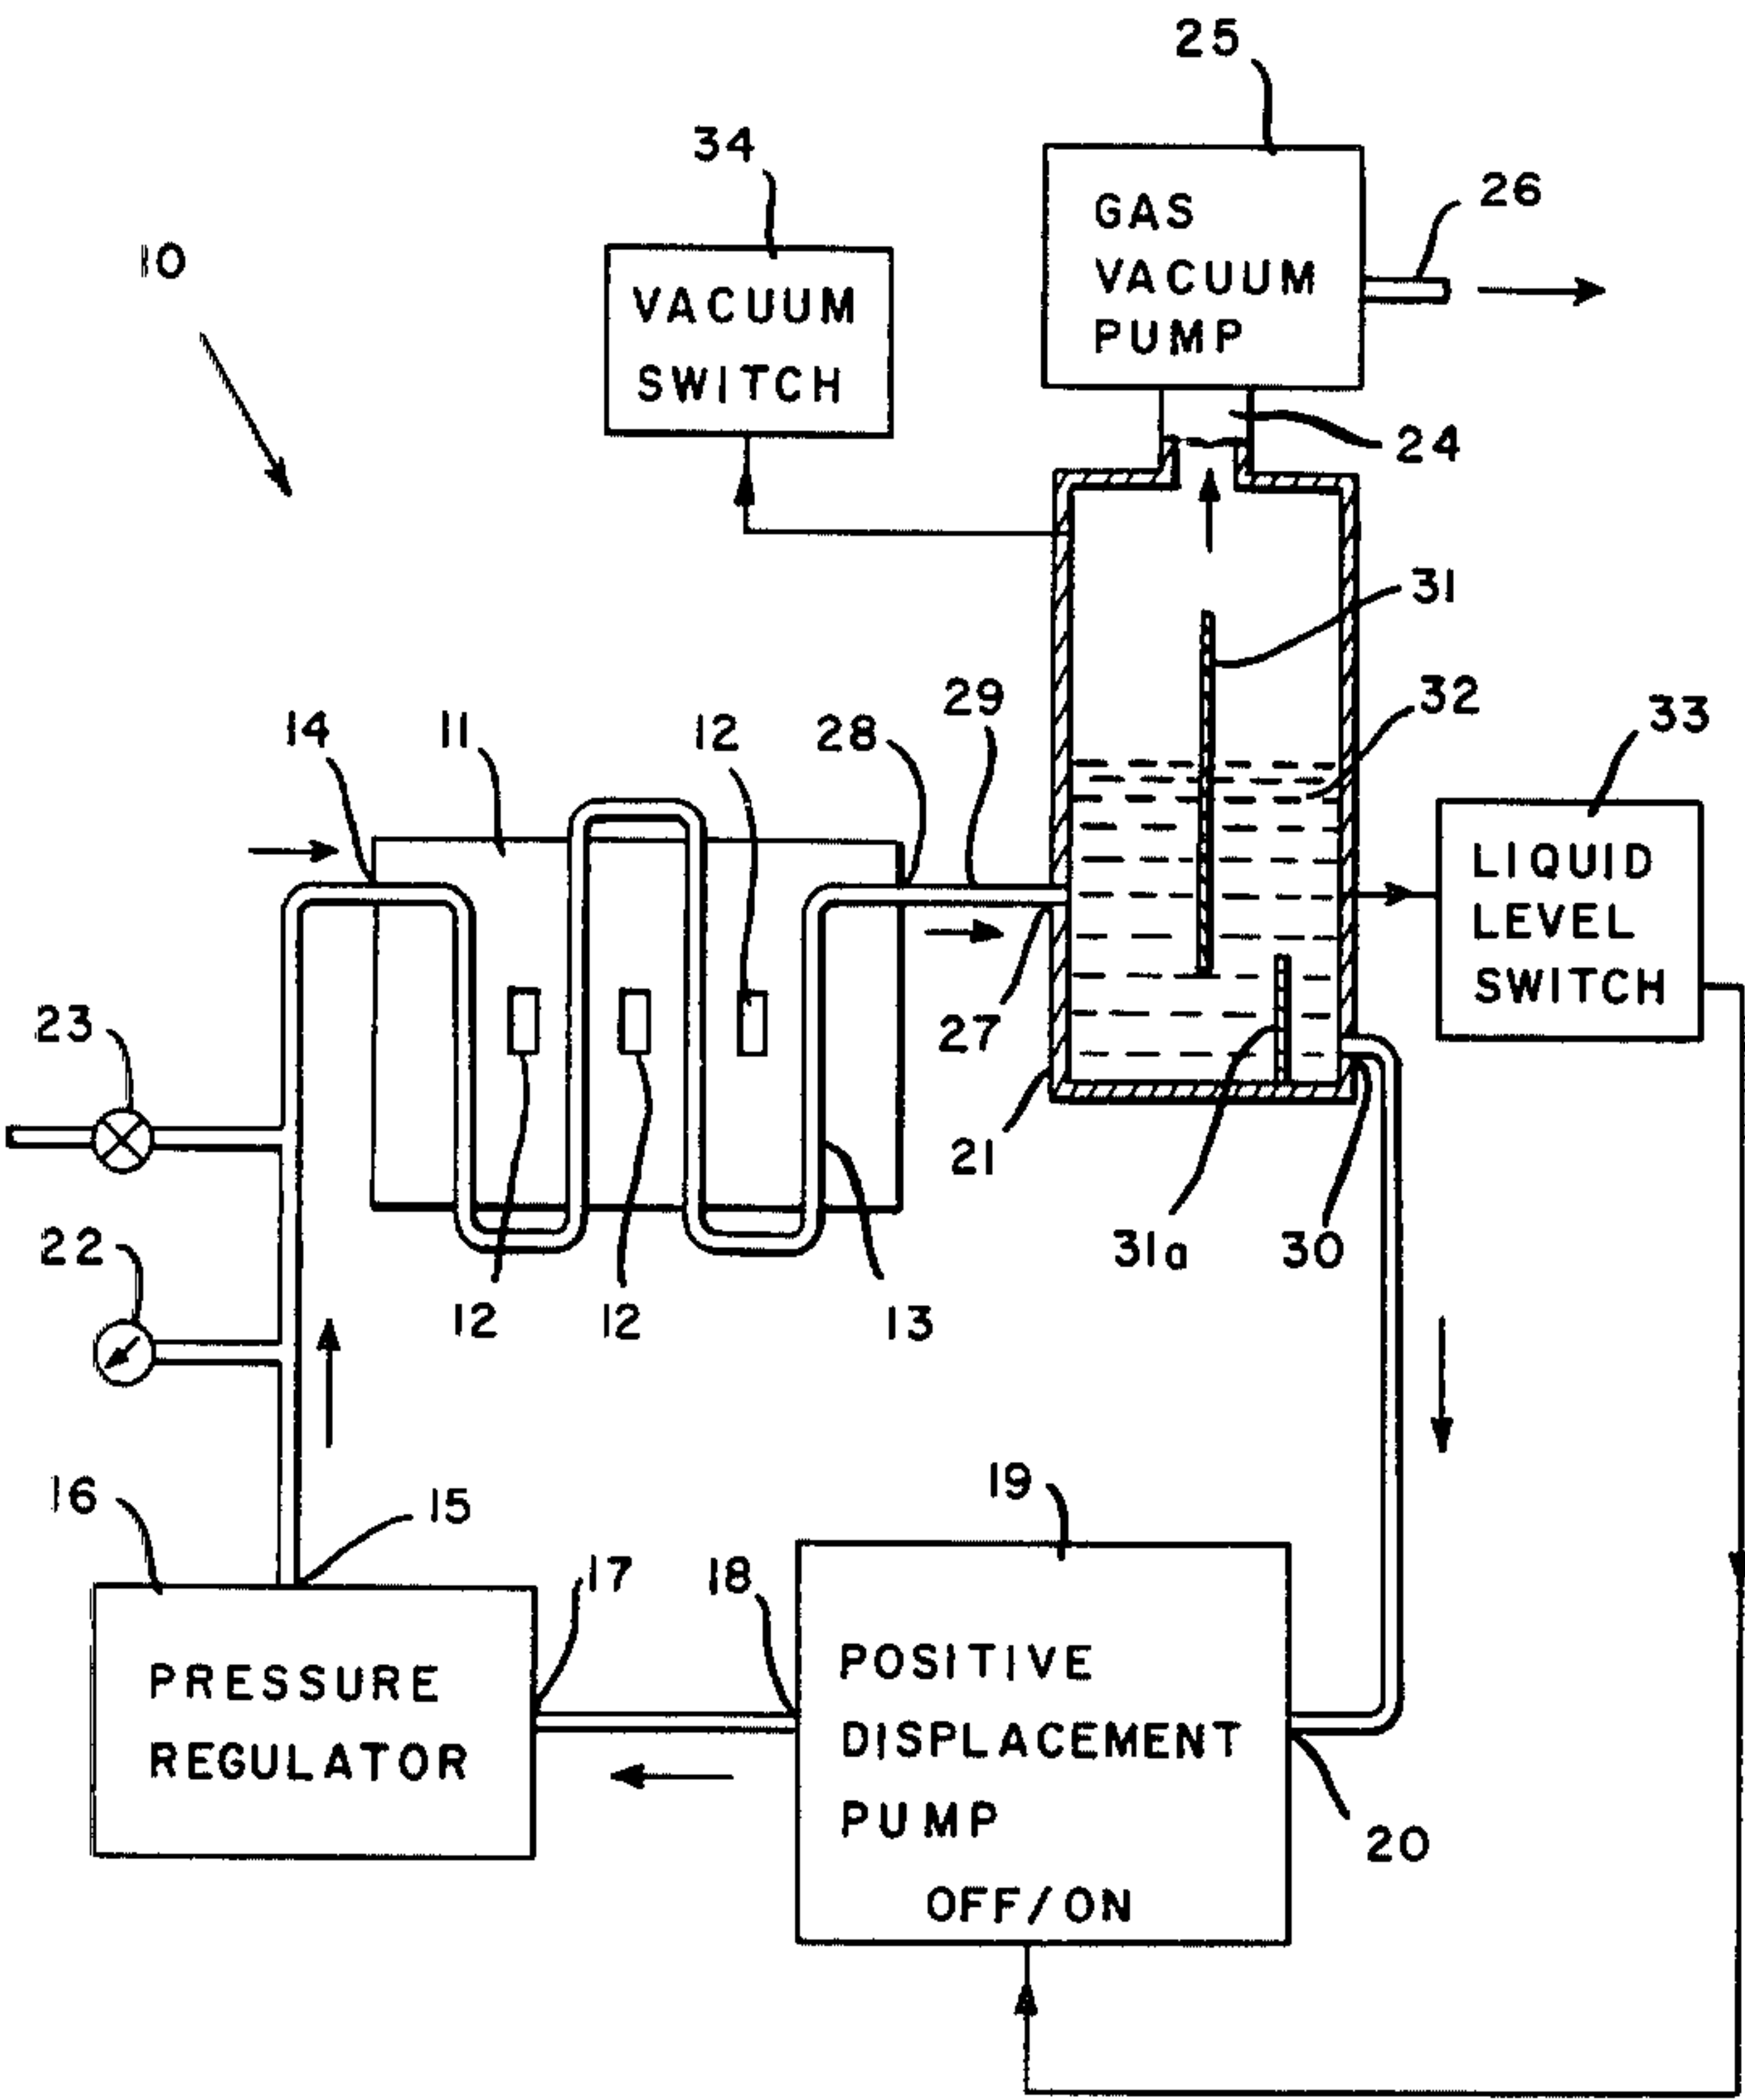 25
34
GAS
VACUUM
PUMP
26
10
VACUUM
SWITCH
24
31
32
29
33
14
11
12
28
LIQUID
LEVEL
SWITCH
23
27
21
22
31a
30
12
12
13
16
15
19
17
18
PRESSURE
REGULATOR
POSITIVE
DISPLACEMENT
PUMP
20
OFF/ON